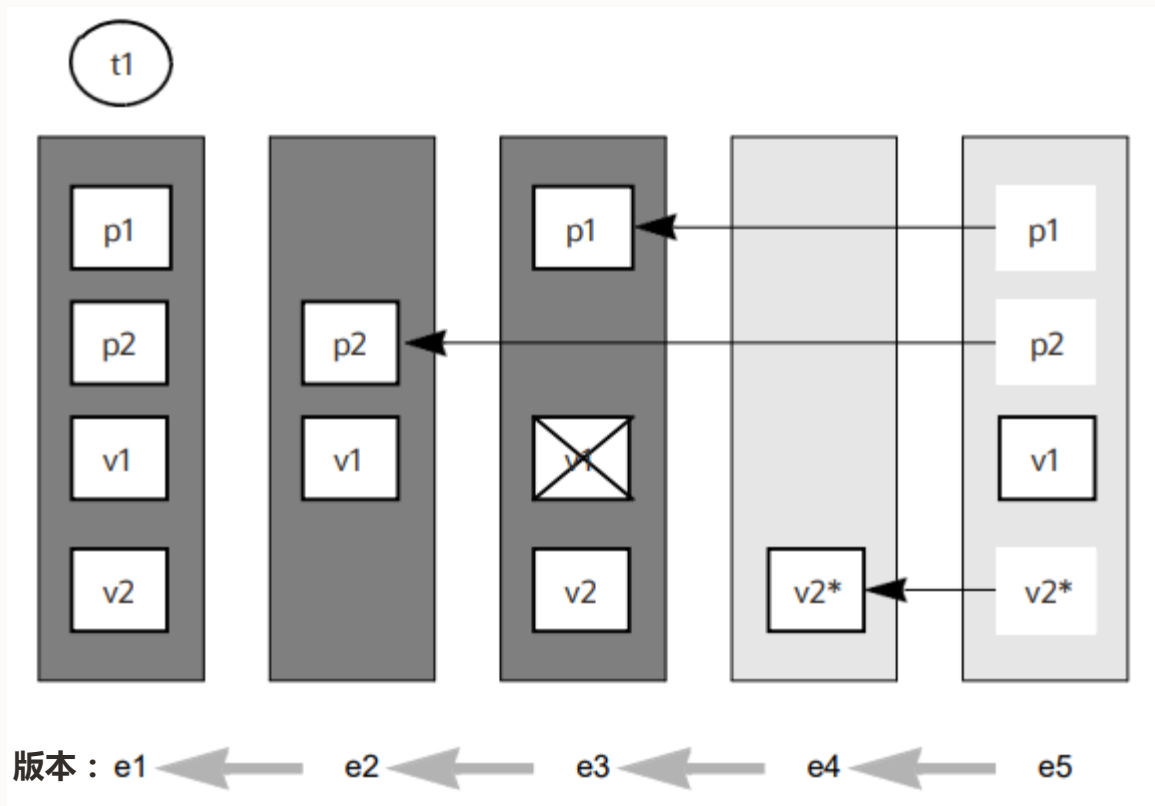 t1
p1 p1 p1
p2 p2 p2
v1 v1 v1 v1
v2 v2 v2* v2*
版本： e1 e2 e3 e4 e5